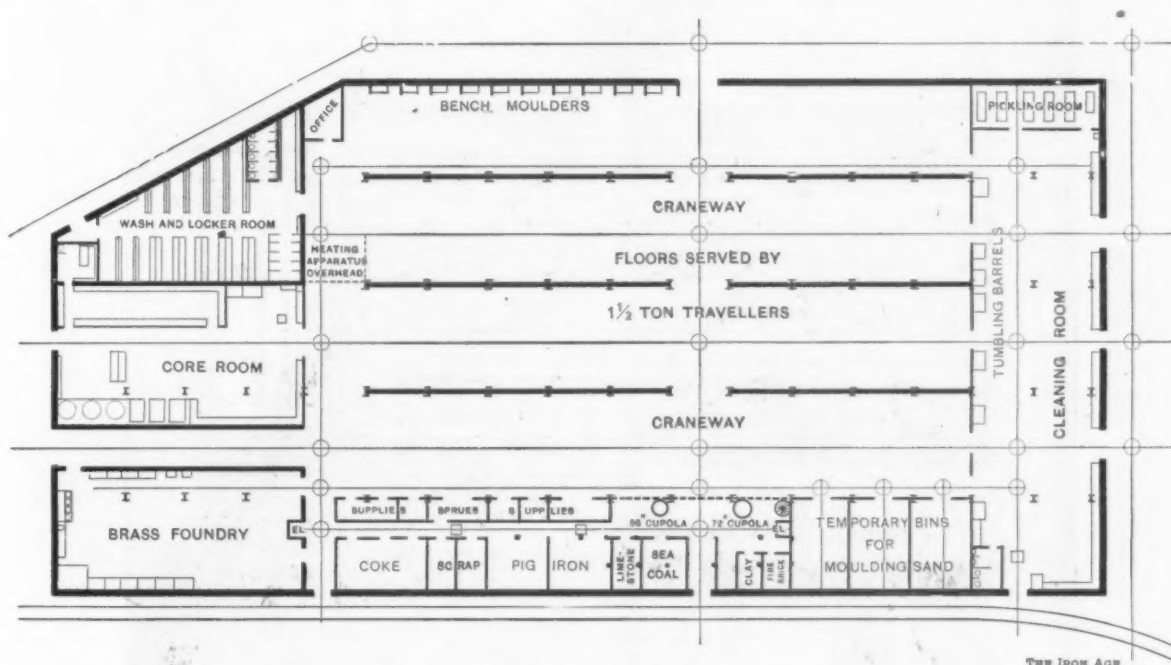 OFFICE
BENCH MOULDERS
PICKLING ROOM
WASH AND LOCKER ROOM
CRANEWAY
HEATING
APPARATUS
OVERHEAD
FLOORS SERVED BY
1½ TON TRAVELLERS
TUMBLING BARRELS
CLEANING ROOM
CORE ROOM
CRANEWAY
BRASS FOUNDRY
EL
SUPPLIES
SPRUES
SUPPLIES
56" CUPOLA
72" CUPOLA
EL
TEMPORARY BINS
FOR
MOULDING SAND
COKE
SCRAP
PIG IRON
LIME-
STONE
SEA
COAL
CLAY
FIRE
BRICK
THE IRON AGE